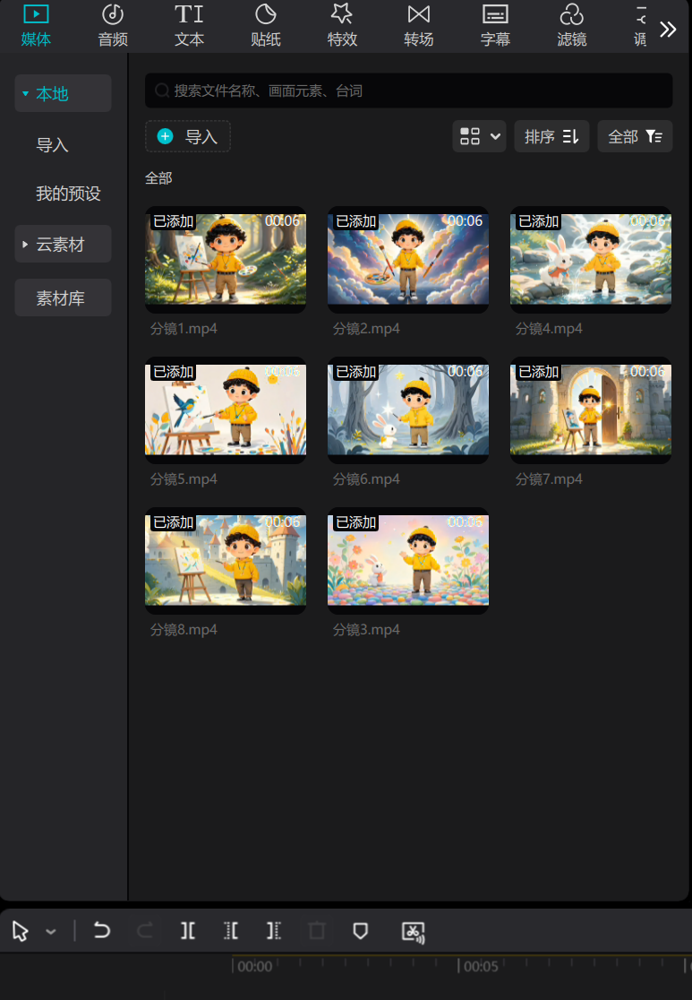 媒体 音频 文本 贴纸 特效 转场 字幕 滤镜 调
本地
导入
我的预设
云素材
素材库
搜索文件名称、画面元素、台词
导入 排序 全部
全部
已添加 00:06 已添加 00:06 已添加 00:06
分镜1.mp4 分镜2.mp4 分镜4.mp4
已添加 00:06 已添加 00:06 已添加 00:06
分镜5.mp4 分镜6.mp4 分镜7.mp4
已添加 00:06 已添加 00:06
分镜8.mp4 分镜3.mp4
00:00 00:05